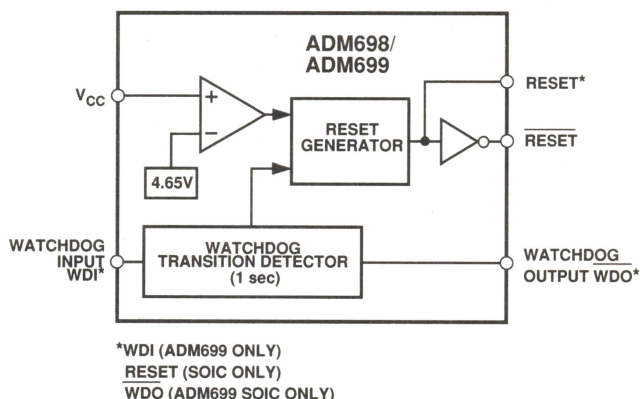 ADM698/
ADM699
V_CC
+
−
4.65V
RESET
GENERATOR
RESET*
RESET
WATCHDOG
INPUT
WDI*
WATCHDOG
TRANSITION DETECTOR
(1 sec)
WATCHDOG
OUTPUT WDO*
*WDI (ADM699 ONLY)
RESET (SOIC ONLY)
WDO (ADM699 SOIC ONLY)